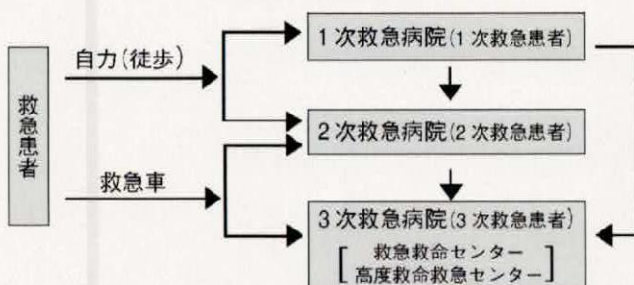 救急患者
自力(徒歩)
救急車
1次救急病院(1次救急患者)
2次救急病院(2次救急患者)
3次救急病院(3次救急患者)
救急救命センター
高度救命救急センター